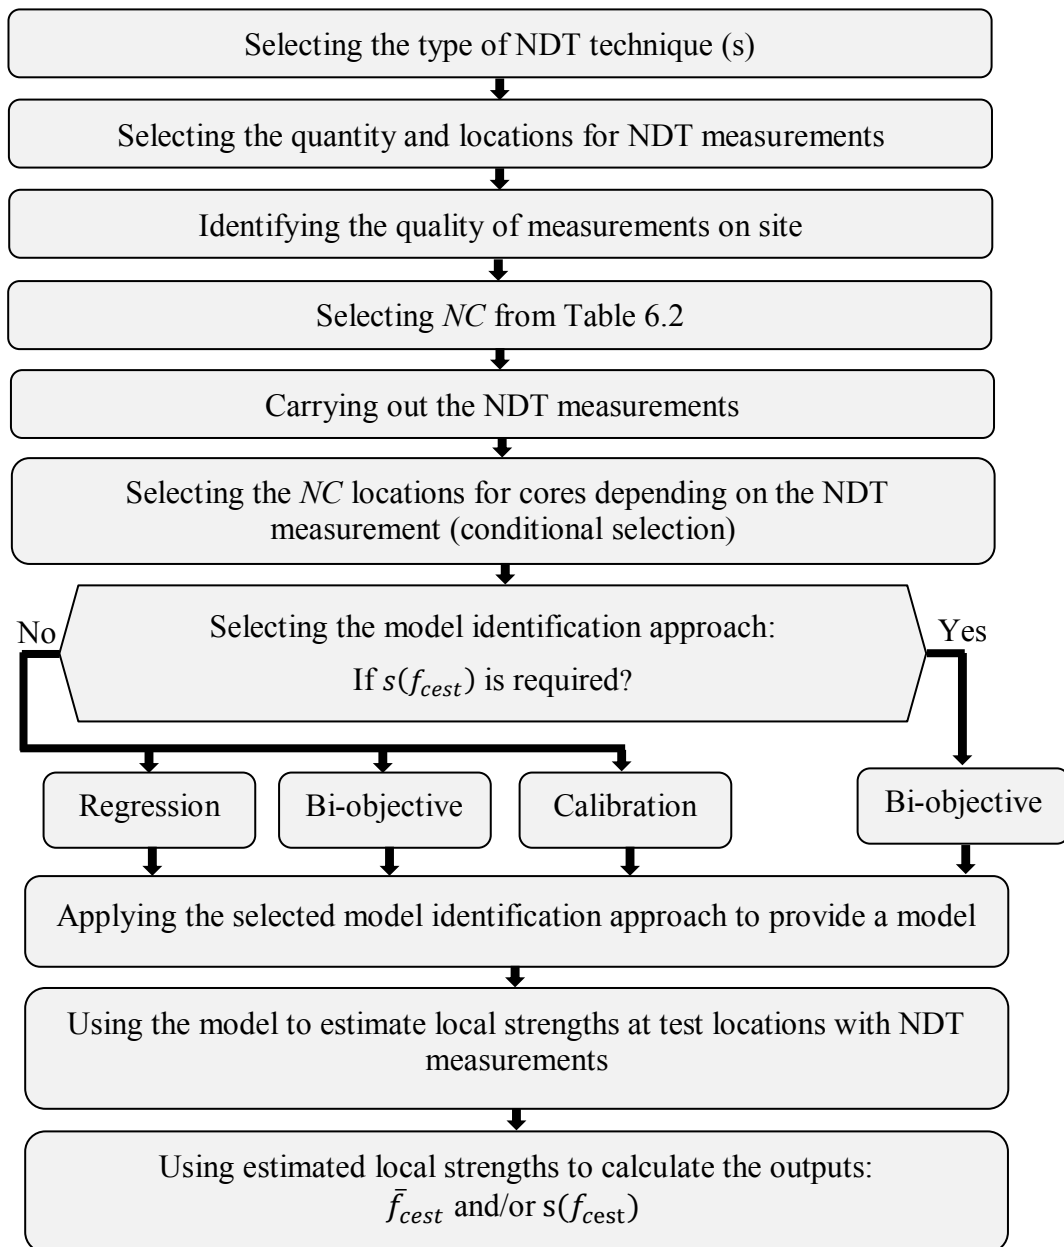 Selecting the type of NDT technique (s)
Selecting the quantity and locations for NDT measurements
Identifying the quality of measurements on site
Selecting NC from Table 6.2
Carrying out the NDT measurements
Selecting the NC locations for cores depending on the NDT
measurement (conditional selection)
No
Selecting the model identification approach:
If s(f_{cest}) is required?
Yes
Regression
Bi-objective
Calibration
Bi-objective
Applying the selected model identification approach to provide a model
Using the model to estimate local strengths at test locations with NDT
measurements
Using estimated local strengths to calculate the outputs:
f̄_{cest} and/or s(f_{cest})